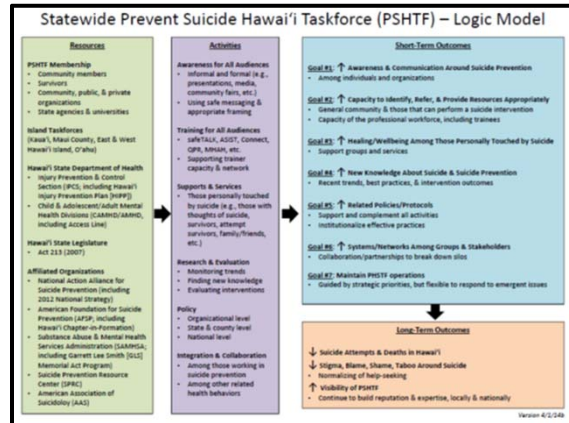 Statewide Prevent Suicide Hawaiʻi Taskforce (PSHTF) – Logic Model
Resources
PSHTF Membership
• Community members
• Survivors
• Community, public, & private
organizations
• State agencies & universities
Island Taskforces
(Kauaʻi, Maui County, East & West
Hawaiʻi Island, Oʻahu)
Hawaiʻi State Department of Health
• Injury Prevention & Control
Section (IPCS; including Hawaiʻi
Injury Prevention Plan [HIPP])
• Child & Adolescent/Adult Mental
Health Divisions (CAMHD/AMHD,
including Access Line)
Hawaiʻi State Legislature
• Act 213 (2007)
Affiliated Organizations
• National Action Alliance for
Suicide Prevention (including
2012 National Strategy)
• American Foundation for Suicide
Prevention (AFSP; including
Hawaiʻi Chapter-in-Formation)
• Substance Abuse & Mental Health
Services Administration (SAMHSA;
including Garrett Lee Smith [GLS]
Memorial Act Program)
• Suicide Prevention Resource
Center (SPRC)
• American Association of
Suicidoloy (AAS)
Activities
Awareness for All Audiences
• Informal and formal (e.g.,
presentations, media,
community fairs, etc.)
• Using safe messaging &
appropriate framing
Training for All Audiences
• safeTALK, ASIST, Connect,
QPR, MHAH, etc.
• Supporting trainer
capacity & network
Supports & Services
• Those personally touched
by suicide (e.g., those with
thoughts of suicide,
survivors, attempt
survivors, family/friends,
etc.)
Research & Evaluation
• Monitoring trends
• Finding new knowledge
• Evaluating interventions
Policy
• Organizational level
• State & county level
• National level
Integration & Collaboration
• Among those working in
suicide prevention
• Among other related
health behaviors
Short-Term Outcomes
Goal #1: ↑ Awareness & Communication Around Suicide Prevention
• Among individuals and organizations
Goal #2: ↑ Capacity to Identify, Refer, & Provide Resources Appropriately
• General community & those that can perform a suicide intervention
• Capacity of the professional workforce, including trainees
Goal #3: ↑ Healing/Wellbeing Among Those Personally Touched by Suicide
• Support groups and services
Goal #4: ↑ New Knowledge About Suicide & Suicide Prevention
• Recent trends, best practices, & intervention outcomes
Goal #5: ↑ Related Policies/Protocols
• Support and complement all activities
• Institutionalize effective practices
Goal #6: ↑ Systems/Networks Among Groups & Stakeholders
• Collaboration/partnerships to break down silos
Goal #7: Maintain PHSTF operations
• Guided by strategic priorities, but flexible to respond to emergent issues
Long-Term Outcomes
↓ Suicide Attempts & Deaths in Hawaiʻi
↓ Stigma, Blame, Shame, Taboo Around Suicide
• Normalizing of help-seeking
↑ Visibility of PSHTF
• Continue to build reputation & expertise, locally & nationally